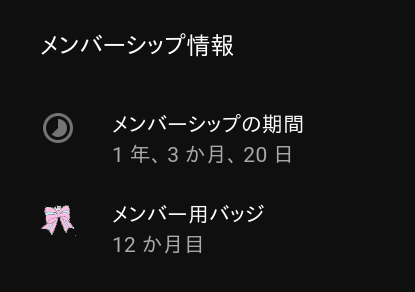 メンバーシップ情報
メンバーシップの期間
1 年、3 か月、20 日
メンバー用バッジ
12 か月目